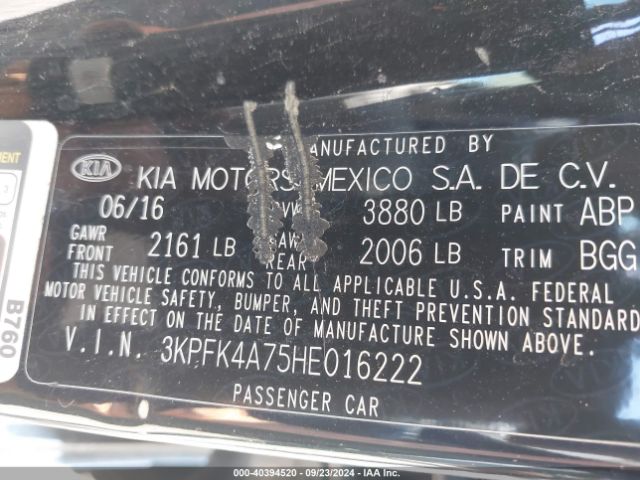 MANUFACTURED BY
KIA KIA MOTORS MEXICO S.A. DE C.V.
06/16 3880 LB PAINT ABP
GAWR FRONT 2161 LB REAR 2006 LB TRIM BGG
THIS VEHICLE CONFORMS TO ALL APPLICABLE U.S.A. FEDERAL
MOTOR VEHICLE SAFETY, BUMPER, AND THEFT PREVENTION STANDARD
IN EFFECT ON THE DATE OF MANUFACTURE SHOWN ABOVE.
V.I.N. 3KPFK4A75HE016222
PASSENGER CAR
3
B760
000-40394520 - 09/23/2024 - IAA Inc.